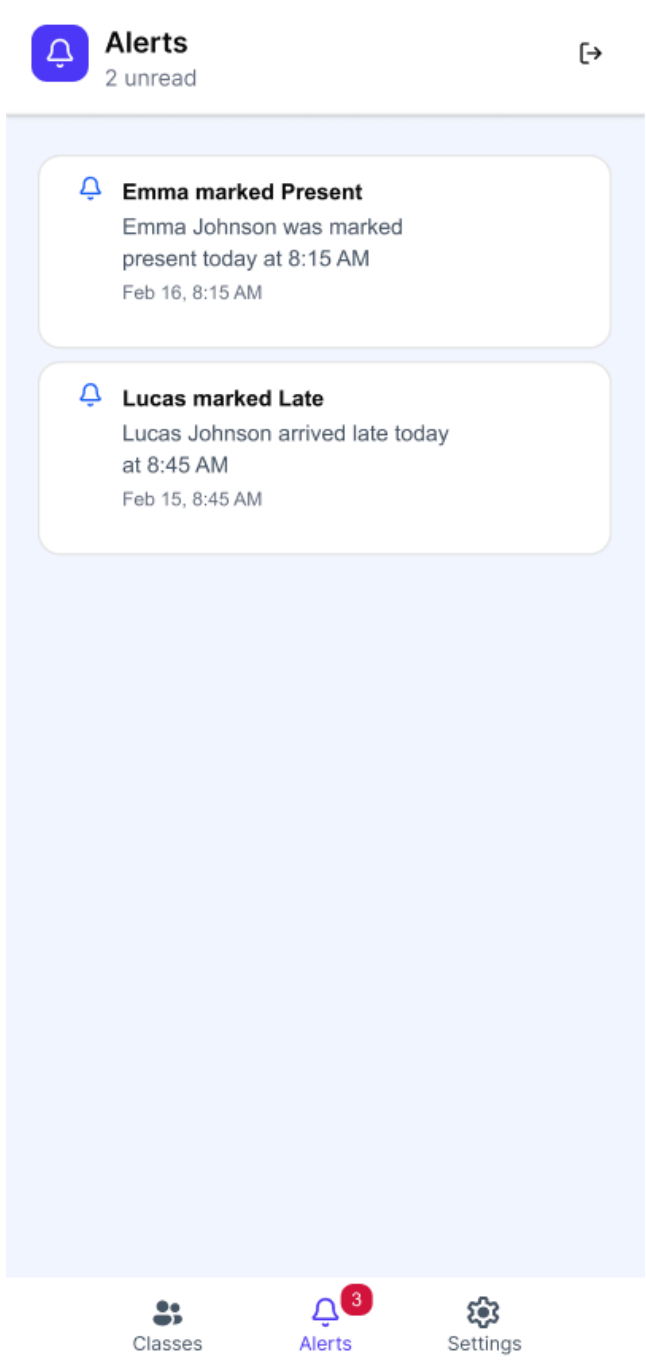 Alerts
2 unread
Emma marked Present
Emma Johnson was marked
present today at 8:15 AM
Feb 16, 8:15 AM
Lucas marked Late
Lucas Johnson arrived late today
at 8:45 AM
Feb 15, 8:45 AM
3
Classes
Alerts
Settings